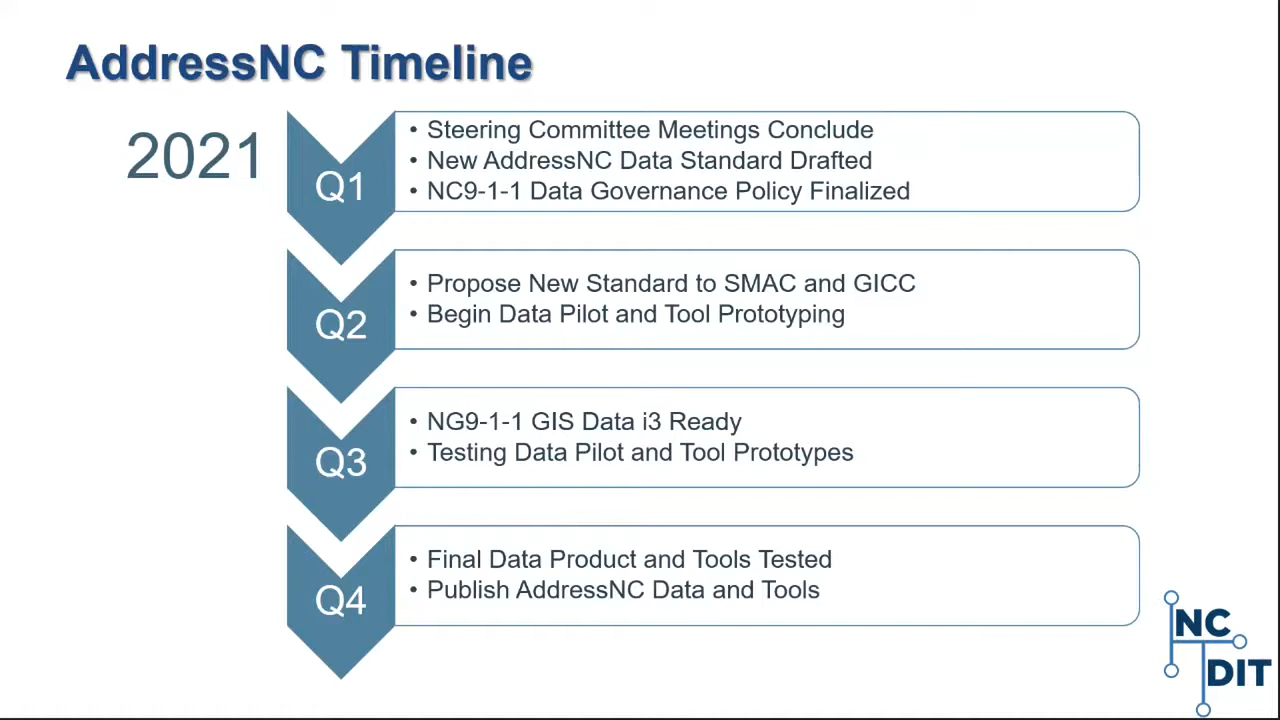 AddressNC Timeline
2021
Q1
• Steering Committee Meetings Conclude
• New AddressNC Data Standard Drafted
• NC9-1-1 Data Governance Policy Finalized
Q2
• Propose New Standard to SMAC and GICC
• Begin Data Pilot and Tool Prototyping
Q3
• NG9-1-1 GIS Data i3 Ready
• Testing Data Pilot and Tool Prototypes
Q4
• Final Data Product and Tools Tested
• Publish AddressNC Data and Tools
NC
DIT